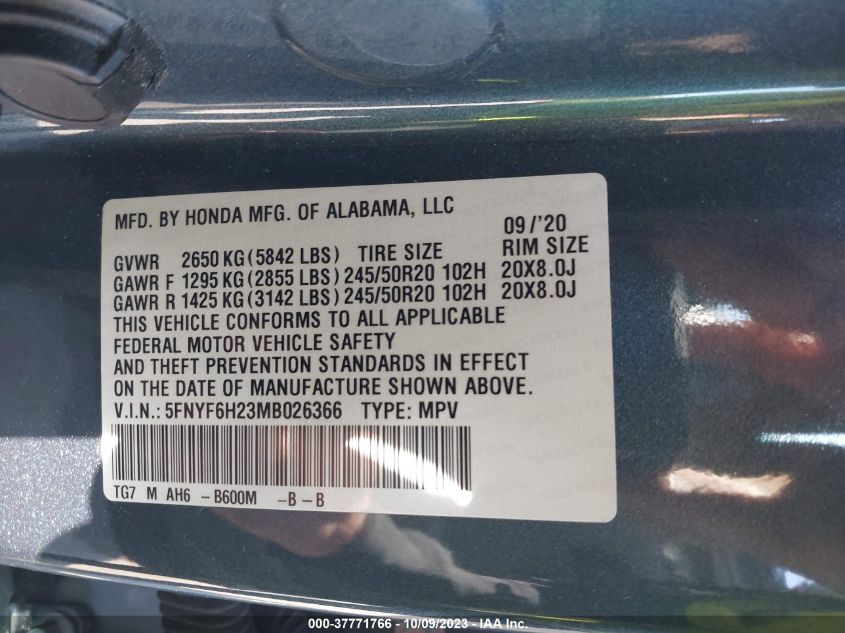 MFD. BY HONDA MFG. OF ALABAMA, LLC
09/'20
GVWR 2650 KG (5842 LBS) TIRE SIZE RIM SIZE
GAWR F 1295 KG (2855 LBS) 245/50R20 102H 20X8.0J
GAWR R 1425 KG (3142 LBS) 245/50R20 102H 20X8.0J
THIS VEHICLE CONFORMS TO ALL APPLICABLE
FEDERAL MOTOR VEHICLE SAFETY
AND THEFT PREVENTION STANDARDS IN EFFECT
ON THE DATE OF MANUFACTURE SHOWN ABOVE.
V.I.N.: 5FNYF6H23MB026366 TYPE: MPV
TG7 M AH6 -B600M -B-B
000-37771766 - 10/09/2023 - IAA Inc.